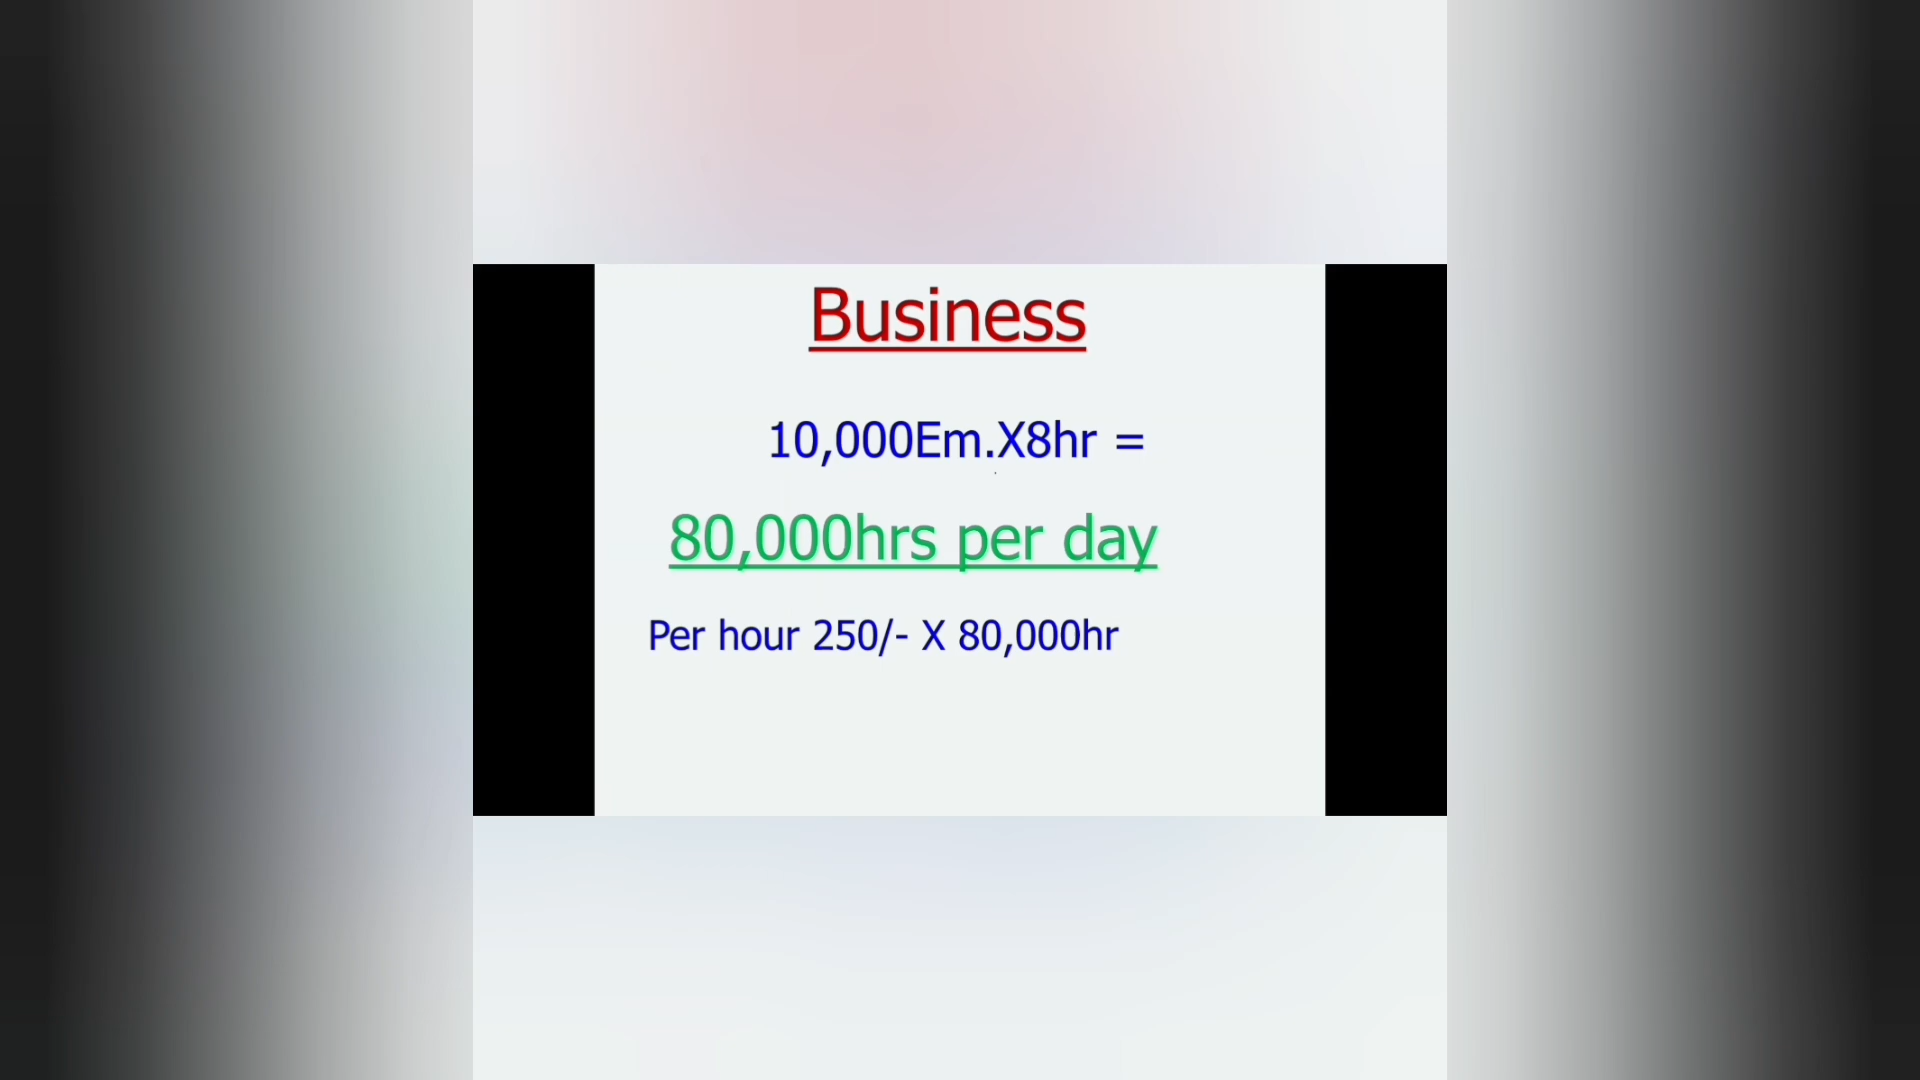 Business
10,000Em.X8hr =
80,000hrs per day
Per hour 250/- X 80,000hr